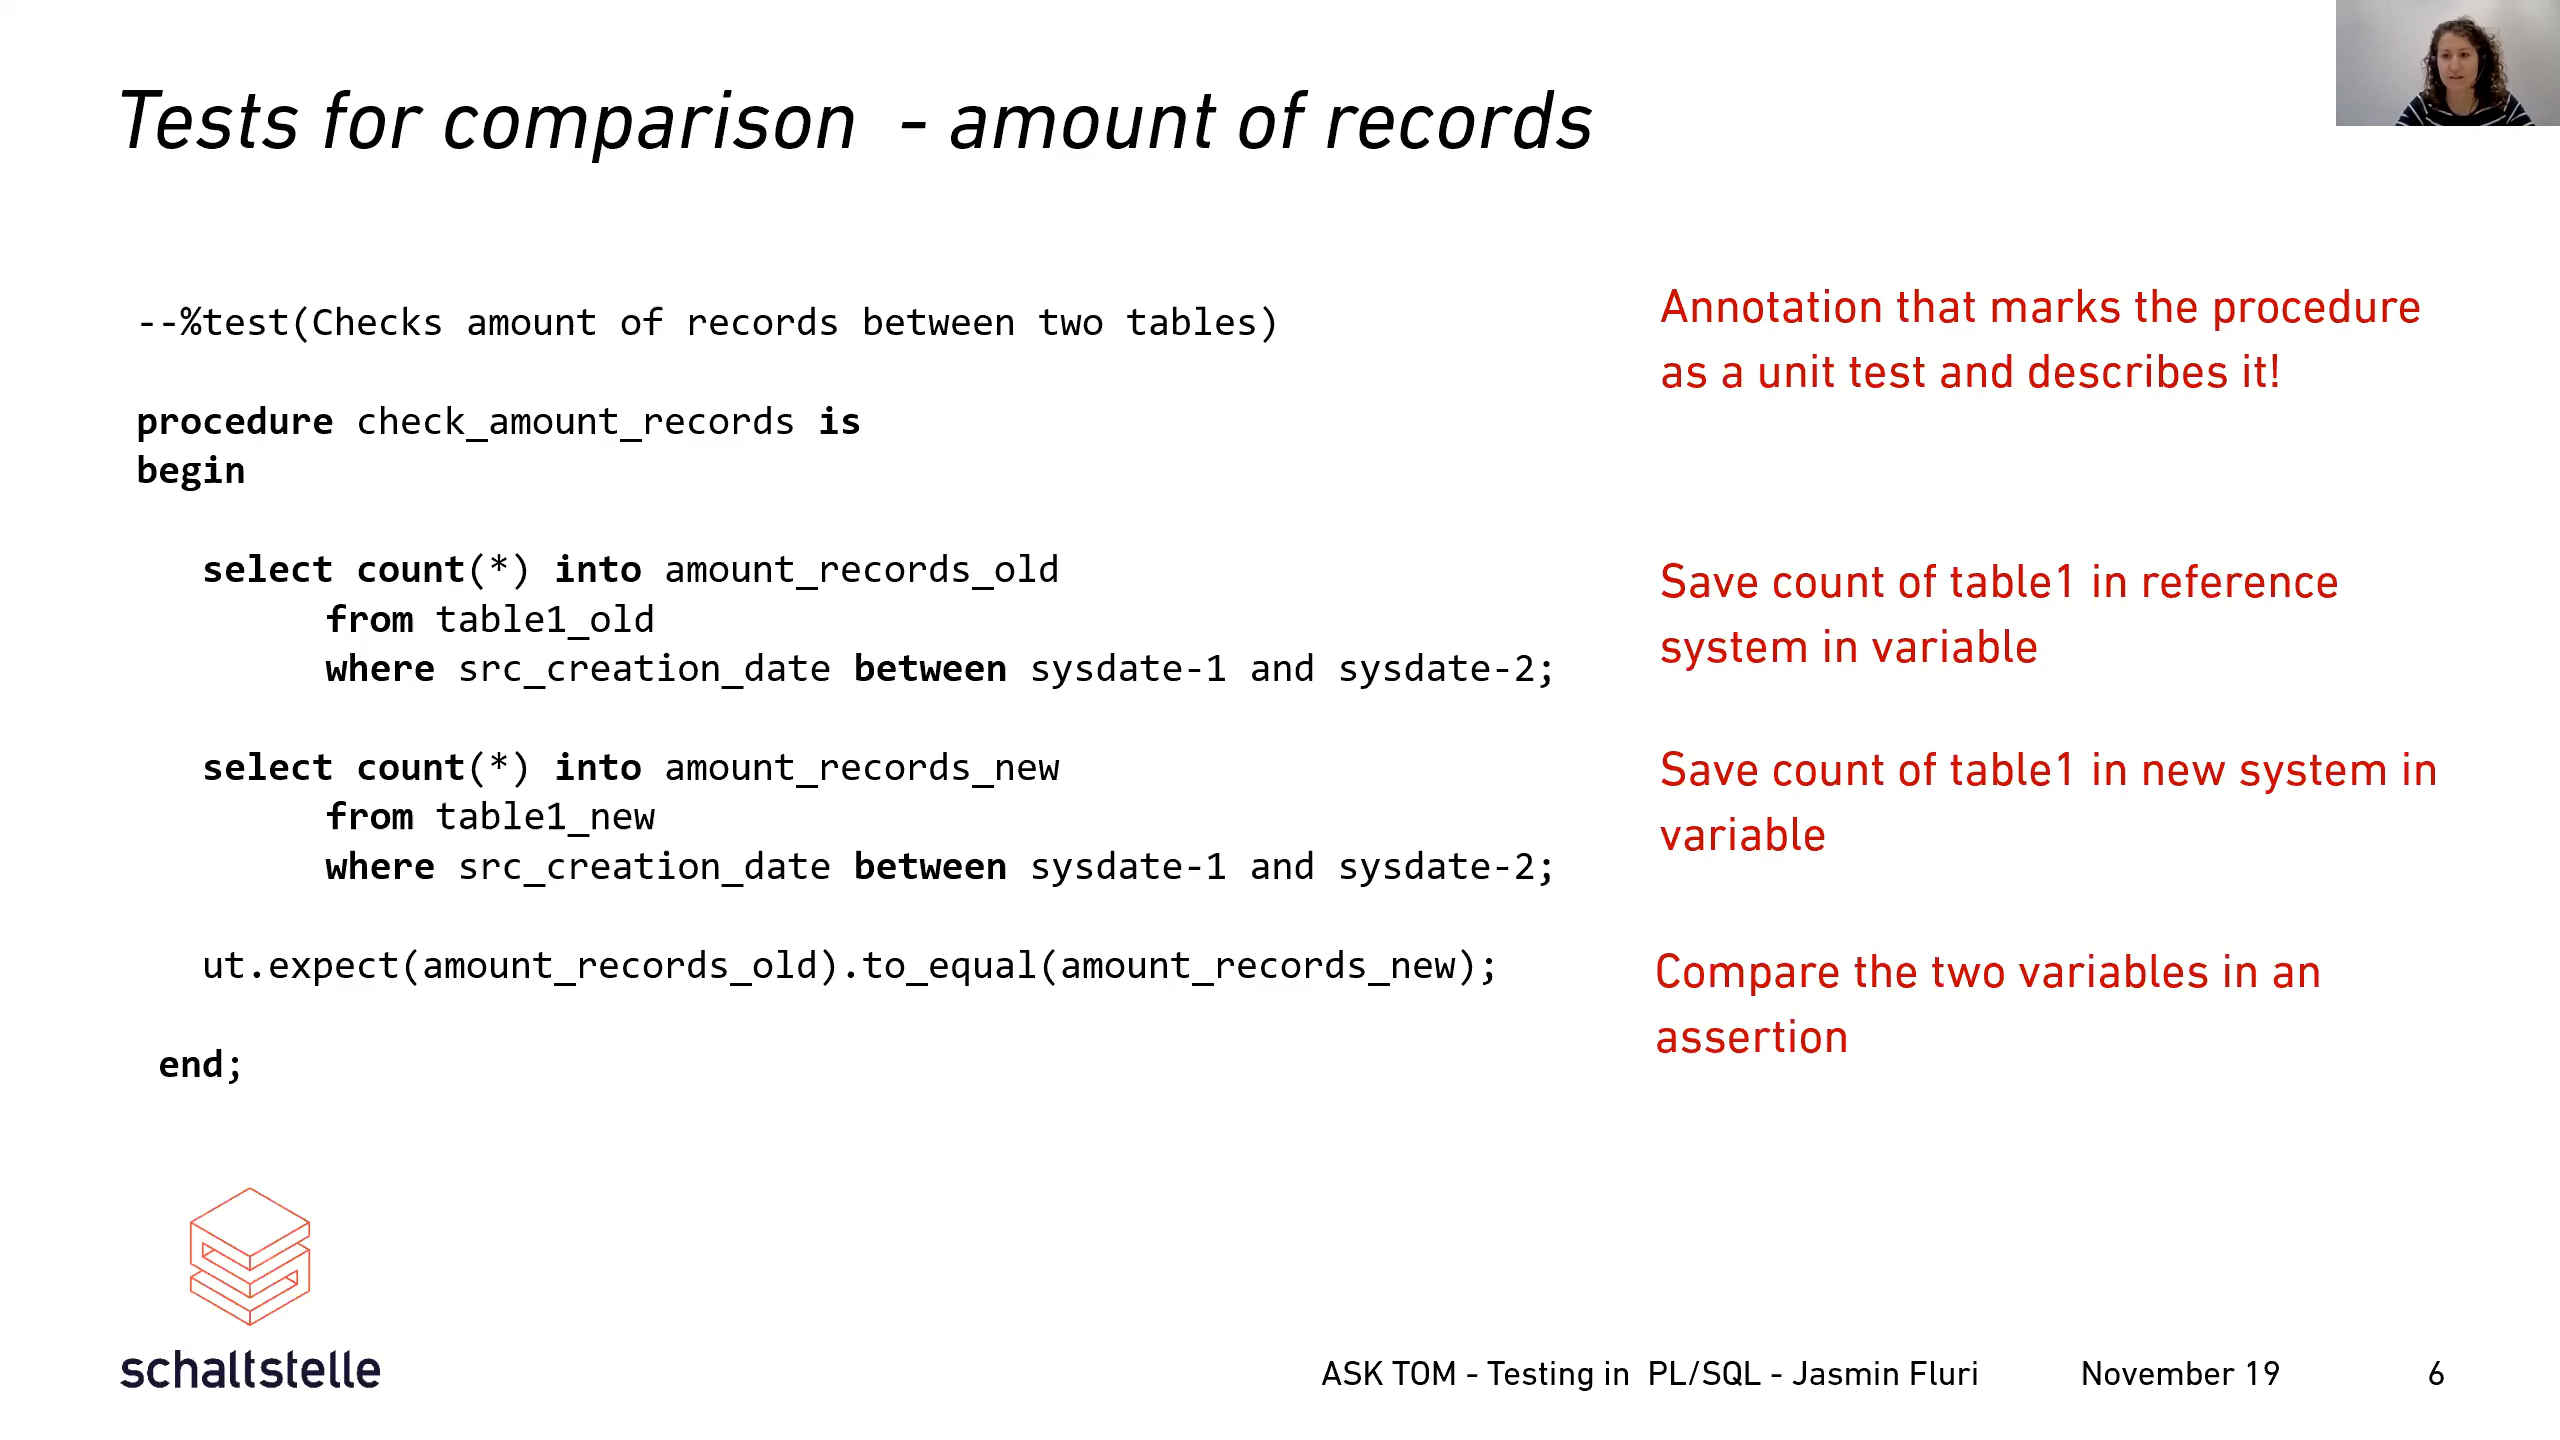 Tests for comparison  - amount of records
--%test(Checks amount of records between two tables)
procedure check_amount_records is
begin
select count(*) into amount_records_old
from table1_old
where src_creation_date between sysdate-1 and sysdate-2;
select count(*) into amount_records_new
from table1_new
where src_creation_date between sysdate-1 and sysdate-2;
ut.expect(amount_records_old).to_equal(amount_records_new);
end;
Annotation that marks the procedure
as a unit test and describes it!
Save count of table1 in reference
system in variable
Save count of table1 in new system in
variable
Compare the two variables in an
assertion
schaltstelle
ASK TOM - Testing in  PL/SQL - Jasmin Fluri
November 19
6